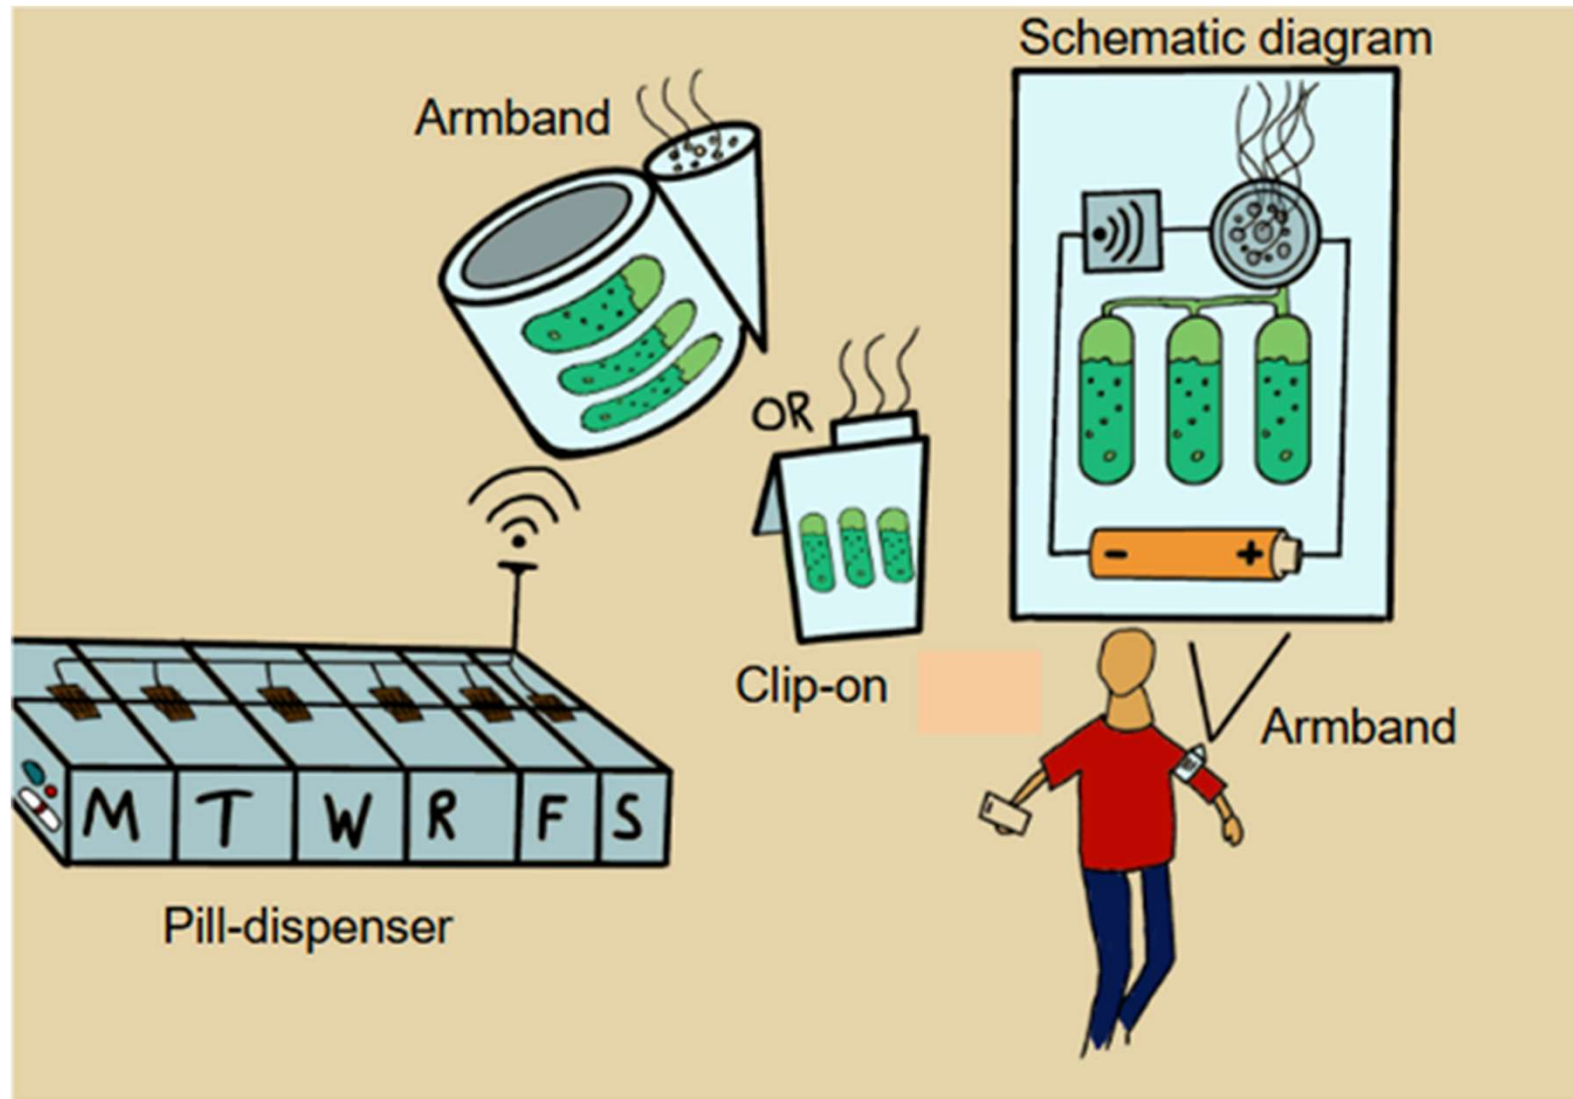 Schematic diagram
Armband
OR
- +
Clip-on
Armband
M T W R F S
Pill-dispenser